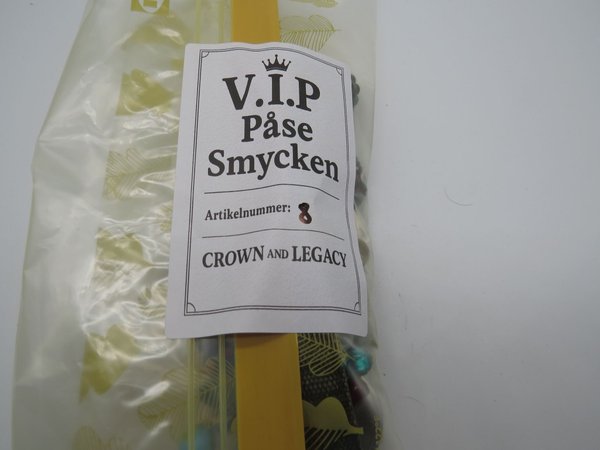 V.I.P
Påse
Smycken
Artikelnummer: 8
CROWN AND LEGACY